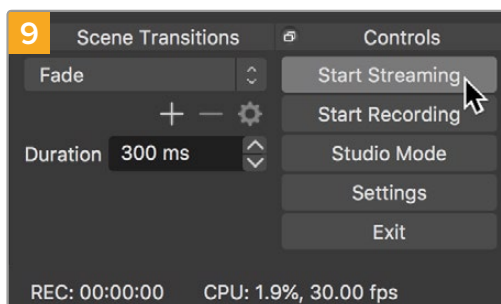 9
Scene Transitions
Controls
Fade
Start Streaming
Start Recording
Duration 300 ms
Studio Mode
Settings
Exit
REC: 00:00:00 CPU: 1.9%, 30.00 fps